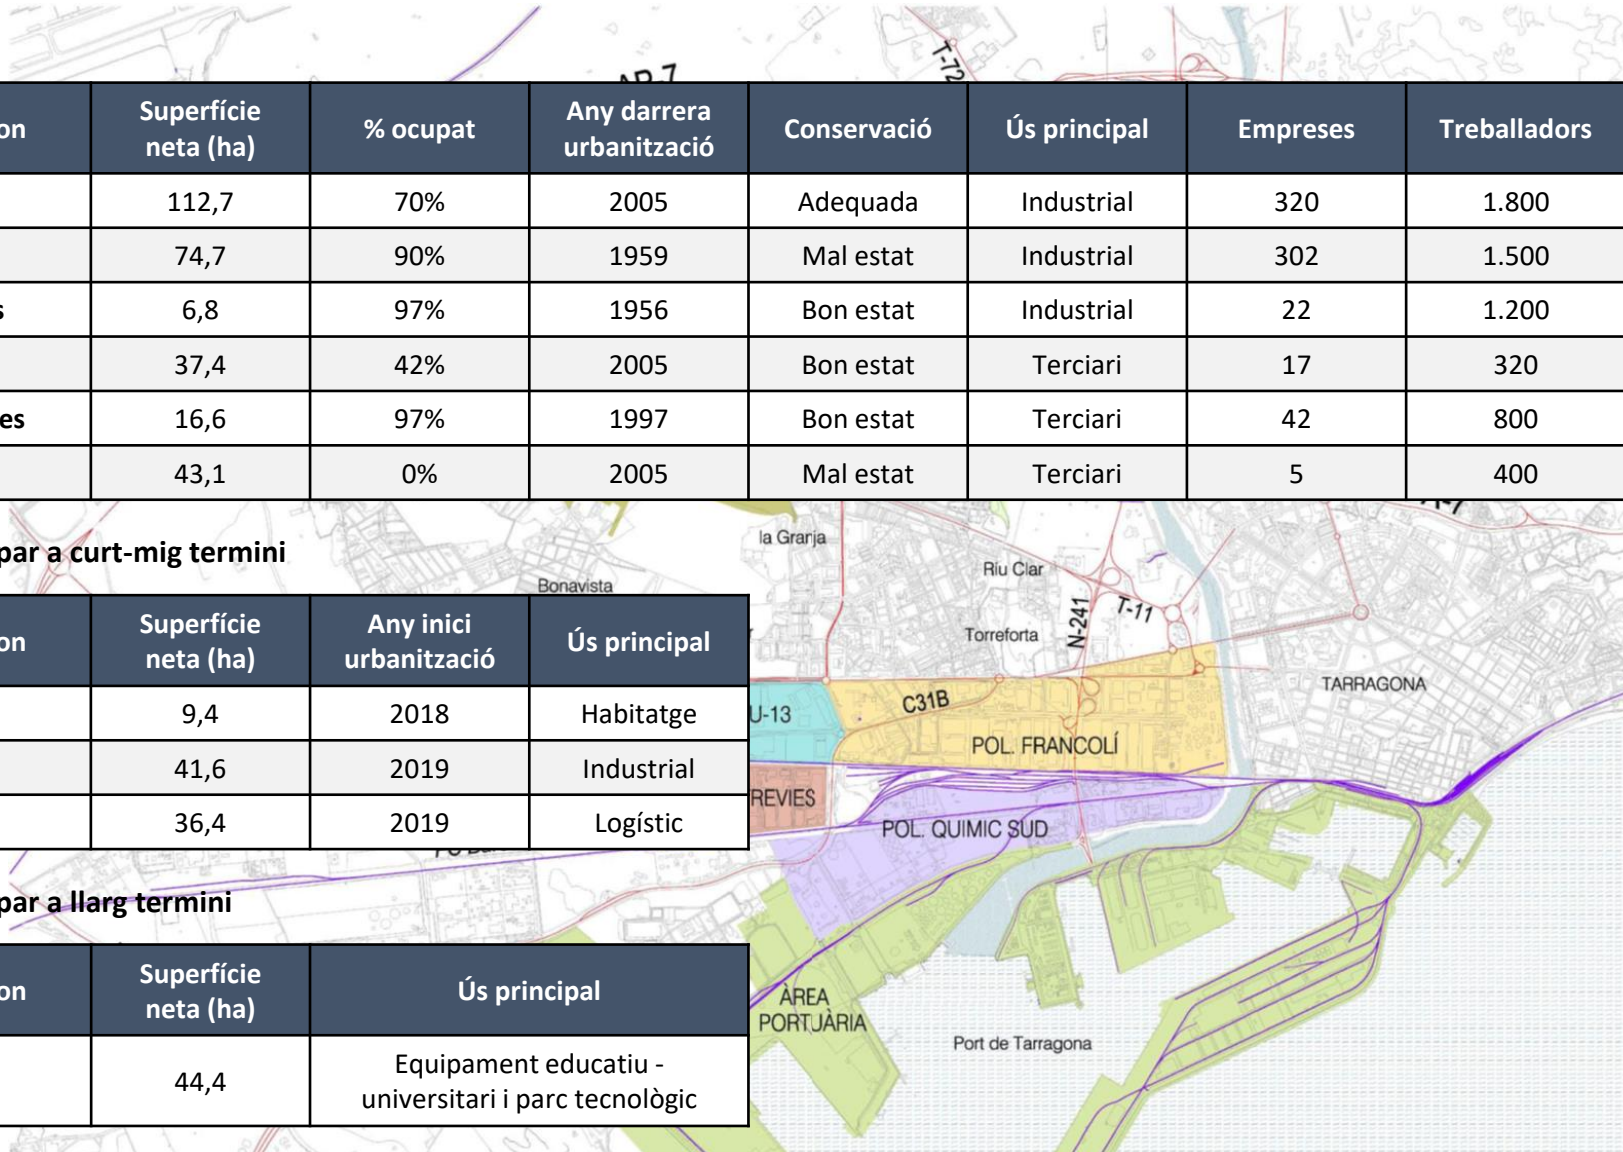 AP-7
T-72
on Superfície neta (ha) % ocupat Any darrera urbanització Conservació Ús principal Empreses Treballadors
112,7 70% 2005 Adequada Industrial 320 1.800
74,7 90% 1959 Mal estat Industrial 302 1.500
s 6,8 97% 1956 Bon estat Industrial 22 1.200
37,4 42% 2005 Bon estat Terciari 17 320
es 16,6 97% 1997 Bon estat Terciari 42 800
43,1 0% 2005 Mal estat Terciari 5 400
par a curt-mig termini
la Granja
Riu Clar
Bonavista
on Superfície neta (ha) Any inici urbanització Ús principal
9,4 2018 Habitatge
41,6 2019 Industrial
36,4 2019 Logístic
N-241
T-11
Torreforta
TARRAGONA
C31B
U-13
POL. FRANCOLÍ
REVIES
POL. QUIMIC SUD
par a llarg termini
on Superfície neta (ha) Ús principal
44,4 Equipament educatiu -
universitari i parc tecnològic
ÀREA
PORTUÀRIA
Port de Tarragona